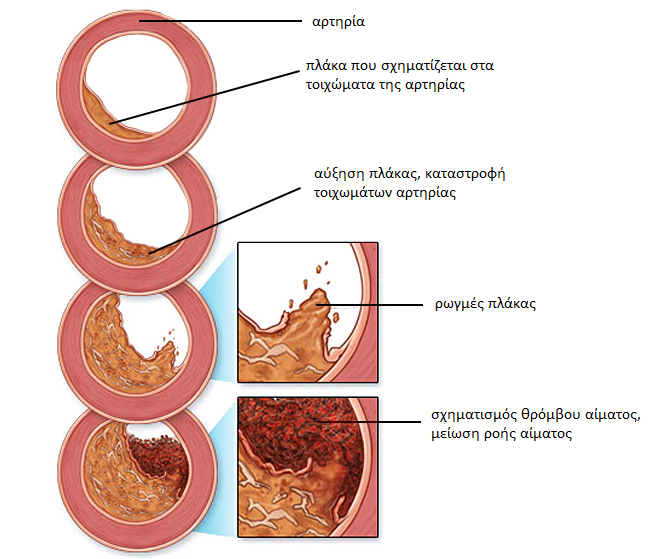 αρτηρία
πλάκα που σχηματίζεται στα
τοιχώματα της αρτηρίας
αύξηση πλάκας, καταστροφή
τοιχωμάτων αρτηρίας
ρωγμές πλάκας
σχηματισμός θρόμβου αίματος,
μείωση ροής αίματος